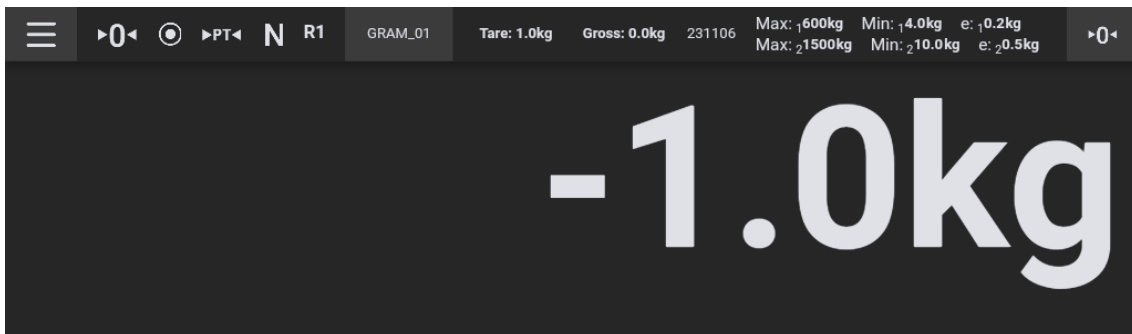 ▸0◂ ▸PT◂ N R1 GRAM_01 Tare: 1.0kg Gross: 0.0kg 231106
Max: ₁600kg Min: ₁4.0kg e: ₁0.2kg
Max: ₂1500kg Min: ₂10.0kg e: ₂0.5kg
▸0◂
-1.0kg